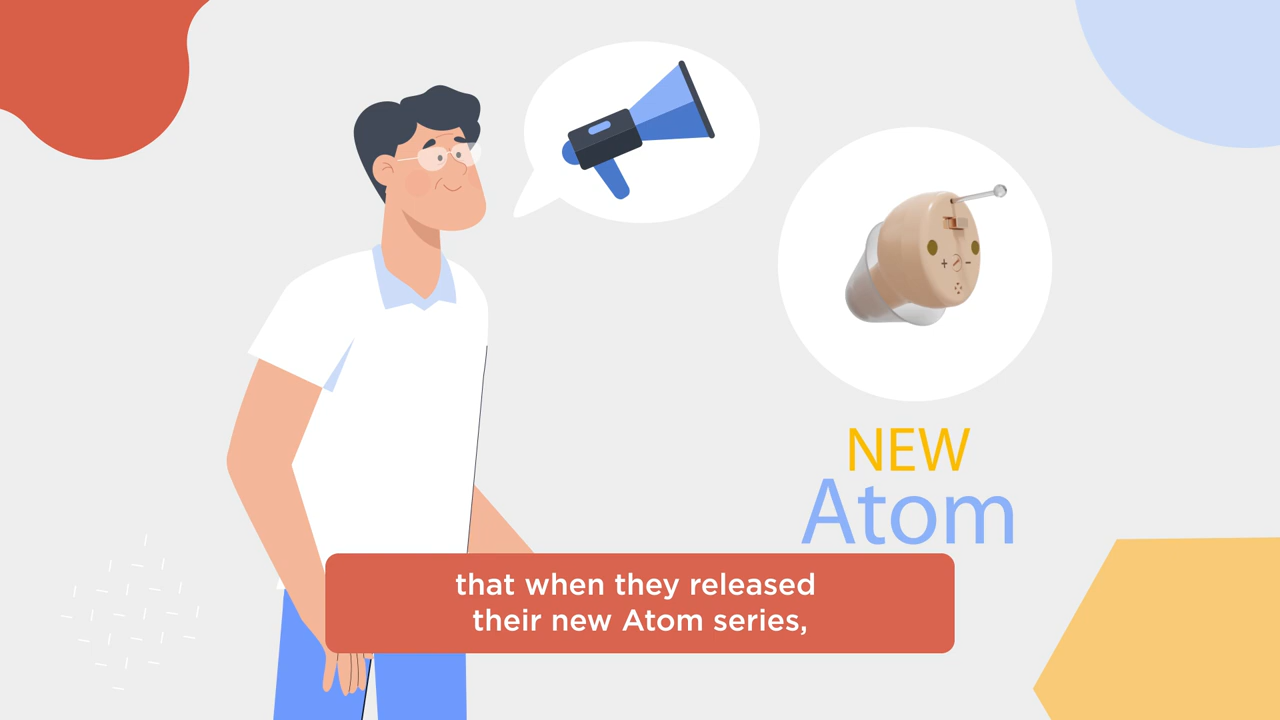 NEW
Atom
+ -
that when they released
their new Atom series,